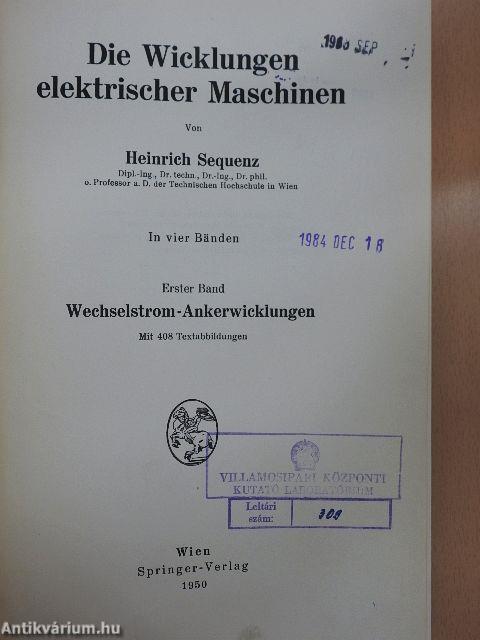 SEP
Die Wicklungen
elektrischer Maschinen
Von
Heinrich Sequenz
Dipl.-Ing., Dr. techn., Dr.-Ing., Dr. phil.
o. Professor a. D. der Technischen Hochschule in Wien
In vier Bänden
1984 DEC 18
Erster Band
Wechselstrom-Ankerwicklungen
Mit 408 Textabbildungen
VILLAMOSIPARI KÖZPONTI
KUTATÓ LABORATÓRIUM
Leltári
szám:
Wien
Springer-Verlag
1950
Antikvárium.hu